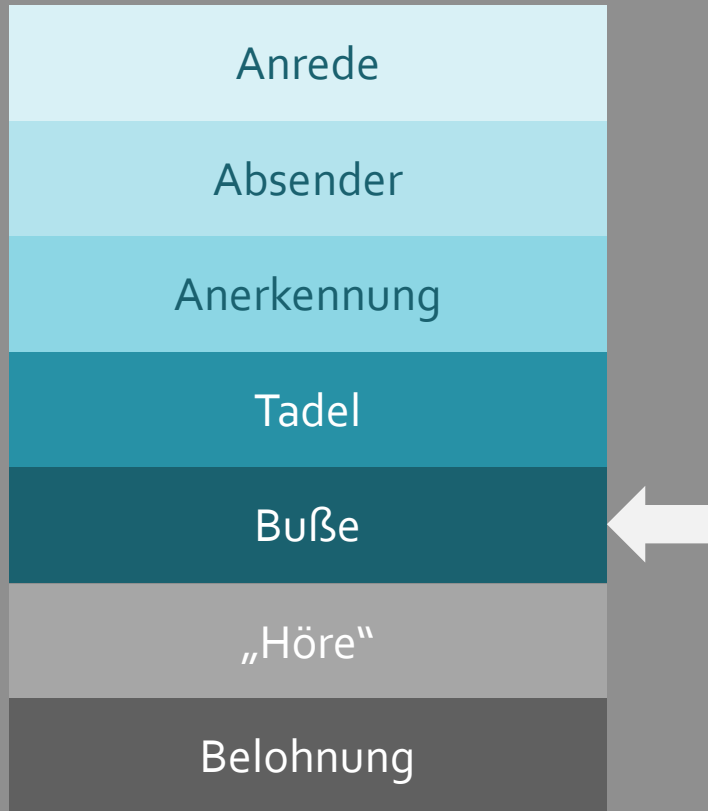 Anrede
Absender
Anerkennung
Tadel
Buße
„Höre“
Belohnung